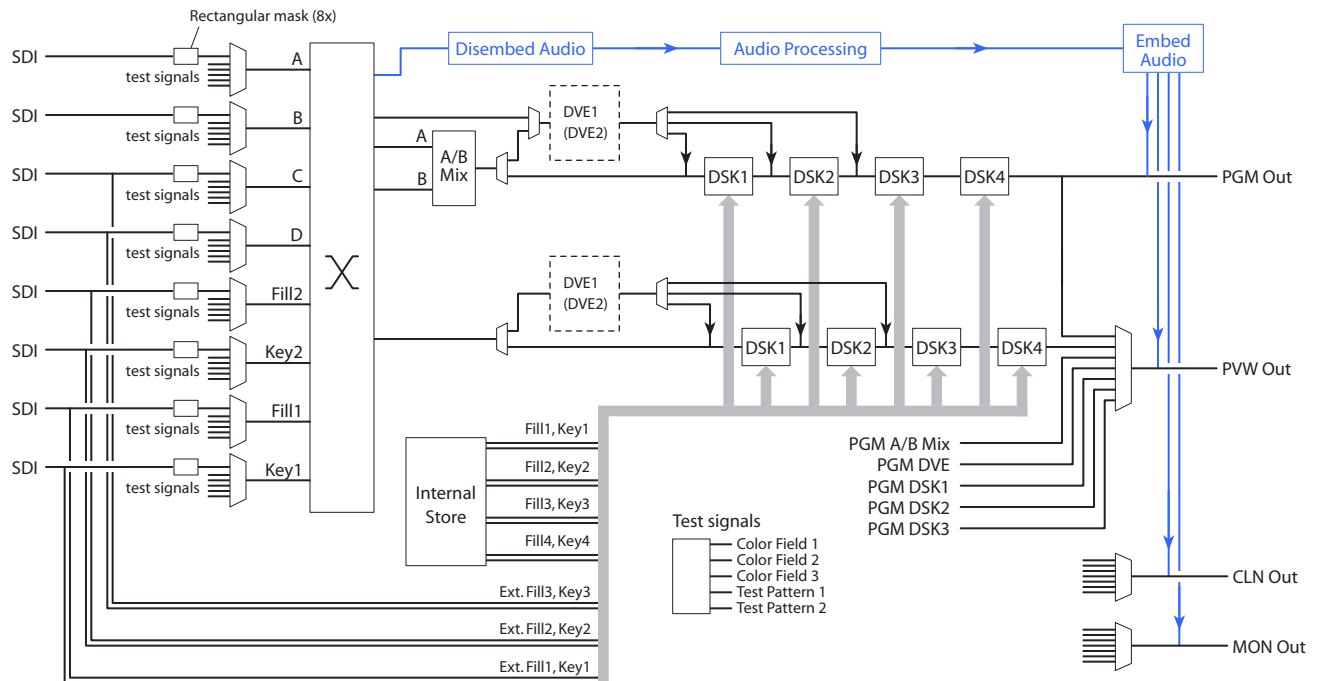 Rectangular mask (8x)
SDI
test signals
A
SDI
test signals
B
SDI
test signals
C
SDI
test signals
D
SDI
test signals
Fill2
SDI
test signals
Key2
SDI
test signals
Fill1
SDI
test signals
Key1
Disembed Audio
Audio Processing
Embed
Audio
A
B
A/B
Mix
DVE1
(DVE2)
DSK1
DSK2
DSK3
DSK4
PGM Out
DVE1
(DVE2)
DSK1
DSK2
DSK3
DSK4
PVW Out
PGM A/B Mix
PGM DVE
PGM DSK1
PGM DSK2
PGM DSK3
Internal
Store
Fill1, Key1
Fill2, Key2
Fill3, Key3
Fill4, Key4
Ext. Fill3, Key3
Ext. Fill2, Key2
Ext. Fill1, Key1
Test signals
Color Field 1
Color Field 2
Color Field 3
Test Pattern 1
Test Pattern 2
CLN Out
MON Out